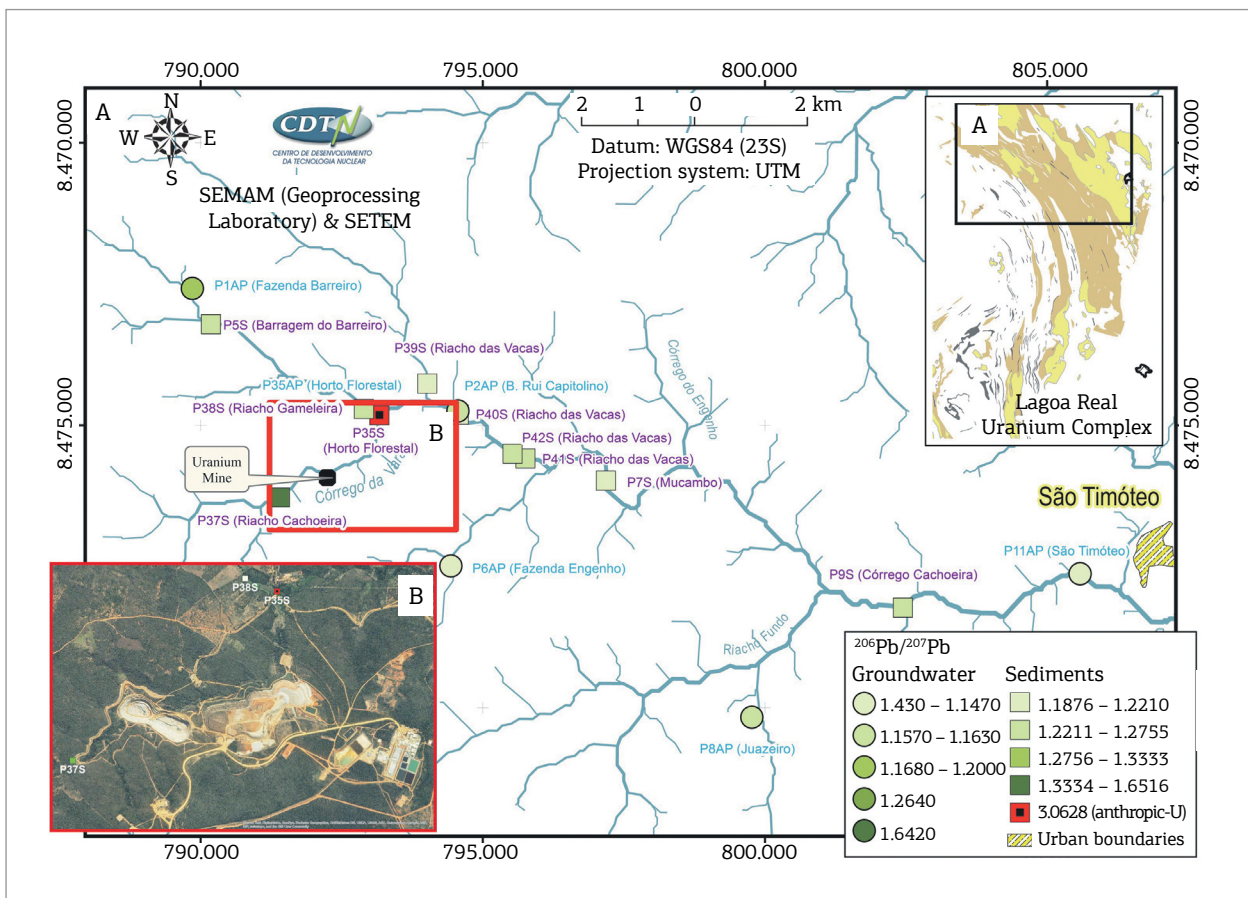 790.000
795.000
800.000
805.000
A
N
W
E
S
CDTN
CENTRO DE DESENVOLVIMENTO
DA TECNOLOGIA NUCLEAR
SEMAM (Geoprocessing
Laboratory) & SETEM
2 1 0 2 km
Datum: WGS84 (23S)
Projection system: UTM
A
Lagoa Real
Uranium Complex
8.470.000
8.470.000
P1AP (Fazenda Barreiro)
P5S (Barragem do Barreiro)
P39S (Riacho das Vacas)
P35AP (Horto Florestal)
P2AP (B. Rui Capitolino)
P38S (Riacho Gameleira)
P40S (Riacho das Vacas)
P35S
(Horto Florestal)
B
P42S (Riacho das Vacas)
P41S (Riacho das Vacas)
Córrego do Engenho
8.475.000
8.475.000
Uranium
Mine
Córrego da
P7S (Mucambo)
P37S (Riacho Cachoeira)
São Timóteo
P6AP (Fazenda Engenho)
P11AP (São Timóteo)
P9S (Córrego Cachoeira)
Riacho Fundo
P8AP (Juazeiro)
P38S
P35S
B
P37S
206Pb/207Pb
Groundwater
1.430 – 1.1470
1.1570 – 1.1630
1.1680 – 1.2000
1.2640
1.6420
Sediments
1.1876 – 1.2210
1.2211 – 1.2755
1.2756 – 1.3333
1.3334 – 1.6516
3.0628 (anthropic-U)
Urban boundaries
790.000
795.000
800.000